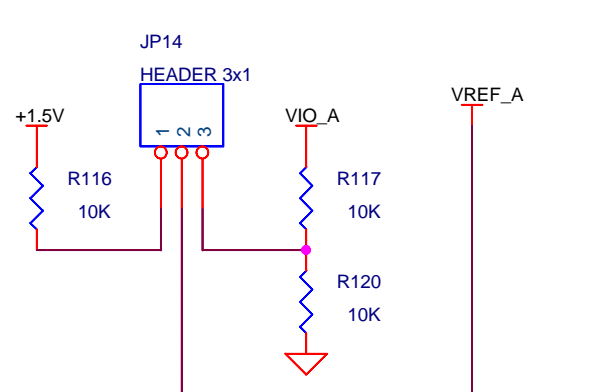 JP14
HEADER 3x1
+1.5V
VIO_A
VREF_A
1
2
3
R116
10K
R117
10K
R120
10K